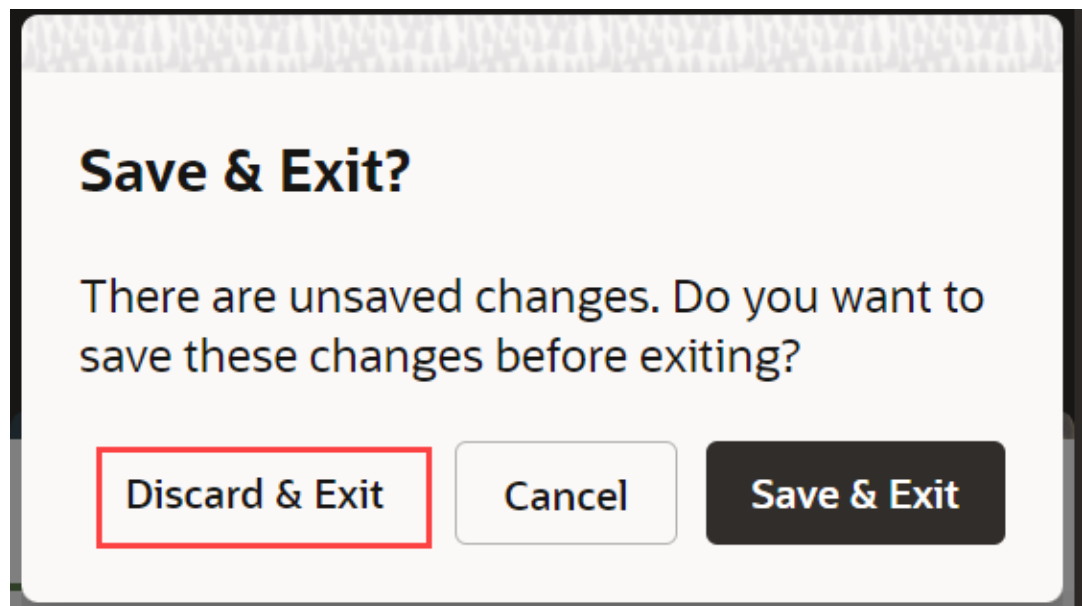 Save & Exit?
There are unsaved changes. Do you want to
save these changes before exiting?
Discard & Exit
Cancel
Save & Exit